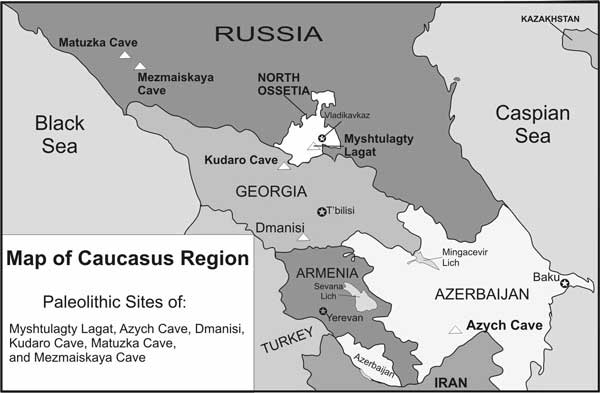 RUSSIA
KAZAKHSTAN
Matuzka Cave
Mezmaiskaya
Cave
NORTH
OSSETIA
Vladikavkaz
Black
Sea
Caspian
Sea
Myshtulagty
Lagat
Kudaro Cave
GEORGIA
T'bilisi
Dmanisi
Mingacevir
Lich
Map of Caucasus Region
Paleolithic Sites of:
Myshtulagty Lagat, Azych Cave, Dmanisi,
Kudaro Cave, Matuzka Cave,
and Mezmaiskaya Cave
ARMENIA
Sevana
Lich
Yerevan
Baku
AZERBAIJAN
Azych Cave
TURKEY
Azerbaijan
IRAN